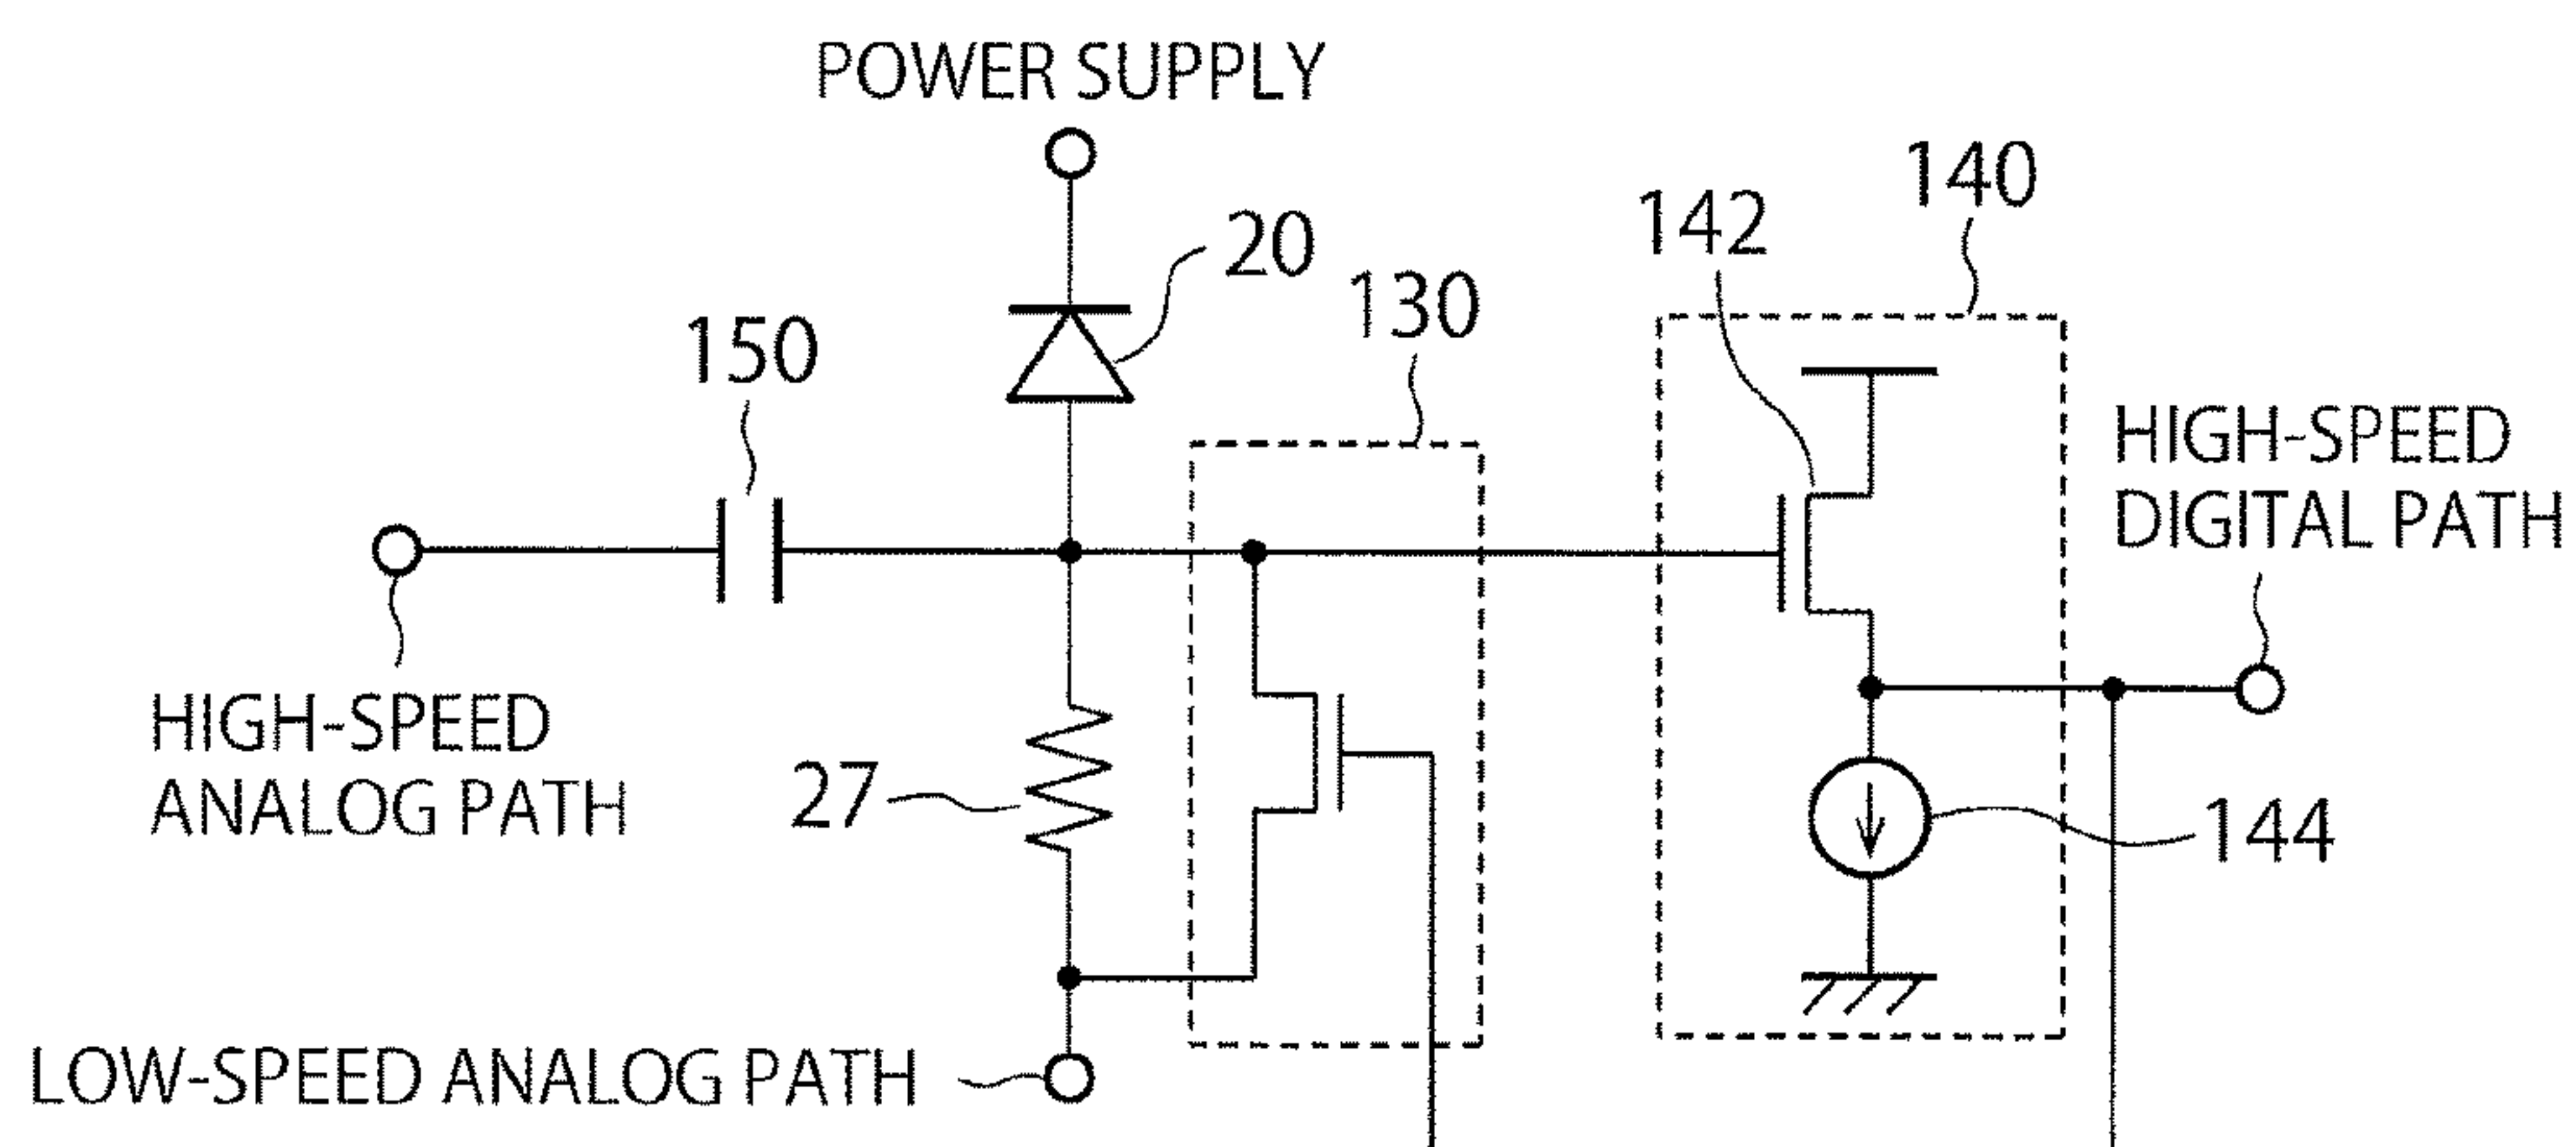 POWER SUPPLY
140
142
20
130
150
HIGH-SPEED
DIGITAL PATH
HIGH-SPEED
ANALOG PATH
27
144
LOW-SPEED ANALOG PATH